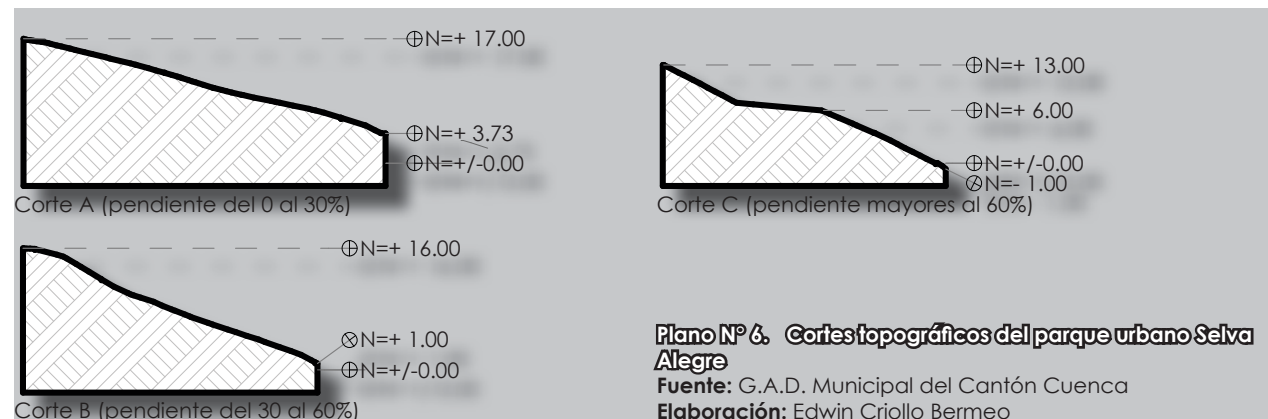 N=+ 17.00
N=+ 3.73
N=+/-0.00
Corte A (pendiente del 0 al 30%)
N=+ 16.00
N=+ 1.00
N=+/-0.00
Corte B (pendiente del 30 al 60%)
N=+ 13.00
N=+ 6.00
N=+/-0.00
N=- 1.00
Corte C (pendiente mayores al 60%)
Plano N° 6. Cortes topográficos del parque urbano Selva
Alegre
Fuente: G.A.D. Municipal del Cantón Cuenca
Elaboración: Edwin Criollo Bermeo